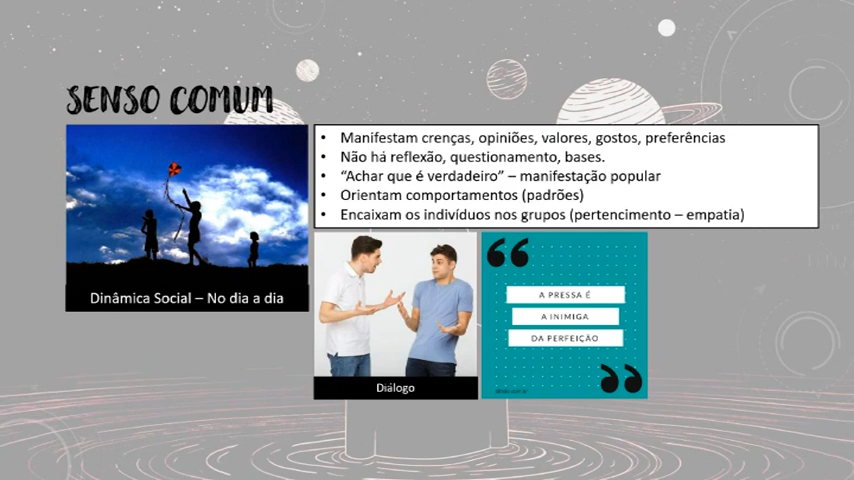 SENSO COMUM
• Manifestam crenças, opiniões, valores, gostos, preferências
• Não há reflexão, questionamento, bases.
• “Achar que é verdadeiro” – manifestação popular
• Orientam comportamentos (padrões)
• Encaixam os indivíduos nos grupos (pertencimento – empatia)
Dinâmica Social – No dia a dia
Diálogo
“
A PRESSA É
A INIMIGA
DA PERFEIÇÃO
”